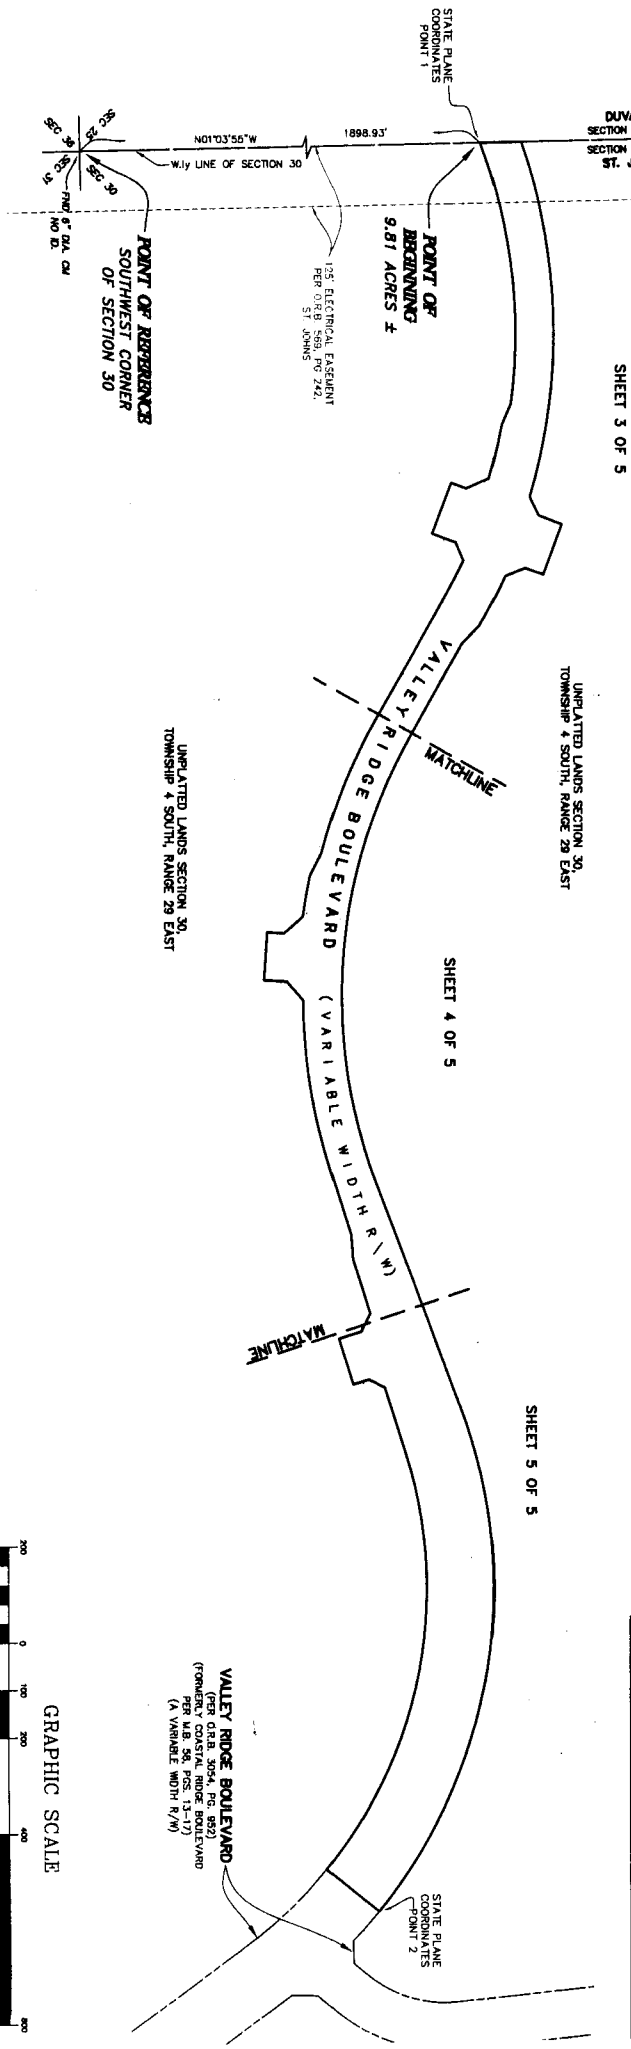 STATE PLANE
COORDINATES
POINT 1
DUV
SECTION
SECTION
ST.
SEC 25
SEC 36
SEC 30
SEC 31
N01°03'55"W
1898.93'
W.ly LINE OF SECTION 30
FND 6" DIA. CM
NO ID.
POINT OF REFERENCE
SOUTHWEST CORNER
OF SECTION 30
POINT OF
BEGINNING
9.81 ACRES ±
125' ELECTRICAL EASEMENT
PER O.R.B. 569, PG 242,
ST. JOHNS
SHEET 3 OF 5
UNPLATTED LANDS SECTION 30,
TOWNSHIP 4 SOUTH, RANGE 29 EAST
VALLEY RIDGE BOULEVARD (VARIABLE WIDTH R\W)
MATCHLINE
UNPLATTED LANDS SECTION 30,
TOWNSHIP 4 SOUTH, RANGE 29 EAST
SHEET 4 OF 5
MATCHLINE
SHEET 5 OF 5
VALLEY RIDGE BOULEVARD
(PER O.R.B. 3054, PG. 952)
(FORMERLY COASTAL RIDGE BOULEVARD
PER M.B. 58, PGS. 13-17)
(A VARIABLE WIDTH R/W)
STATE PLANE
COORDINATES
POINT 2
GRAPHIC SCALE
200 0 100 200 400 800